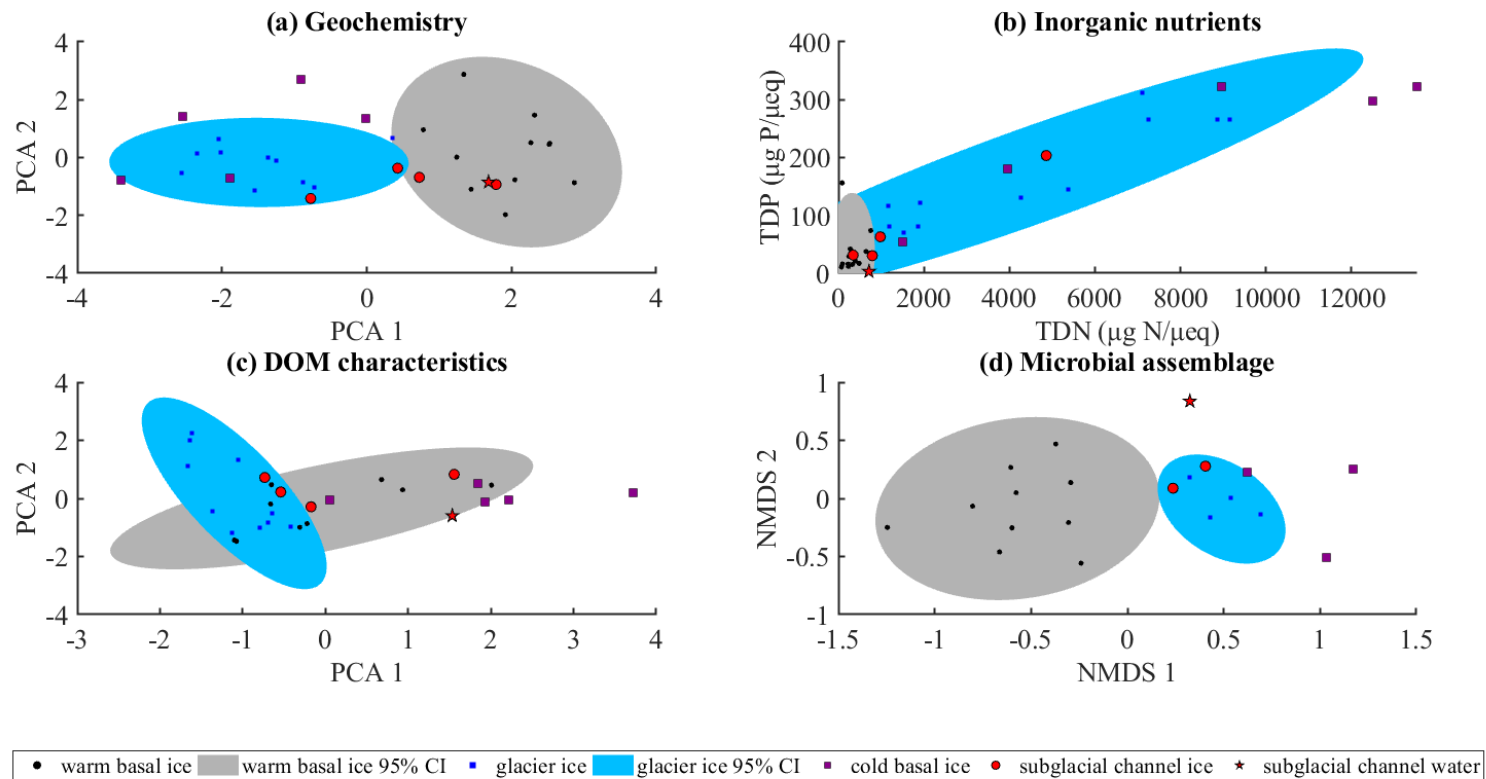 (a) Geochemistry
4
2
0
-2
-4
PCA 2
-4
-2
0
2
4
PCA 1
(b) Inorganic nutrients
400
300
200
100
0
TDP (µg P/µeq)
0
2000
4000
6000
8000
10000
12000
TDN (µg N/µeq)
(c) DOM characteristics
4
2
0
-2
-4
PCA 2
-3
-2
-1
0
1
2
3
4
PCA 1
(d) Microbial assemblage
1
0.5
0
-0.5
-1
NMDS 2
-1.5
-1
-0.5
0
0.5
1
1.5
NMDS 1
warm basal ice
warm basal ice 95% CI
glacier ice
glacier ice 95% CI
cold basal ice
subglacial channel ice
subglacial channel water